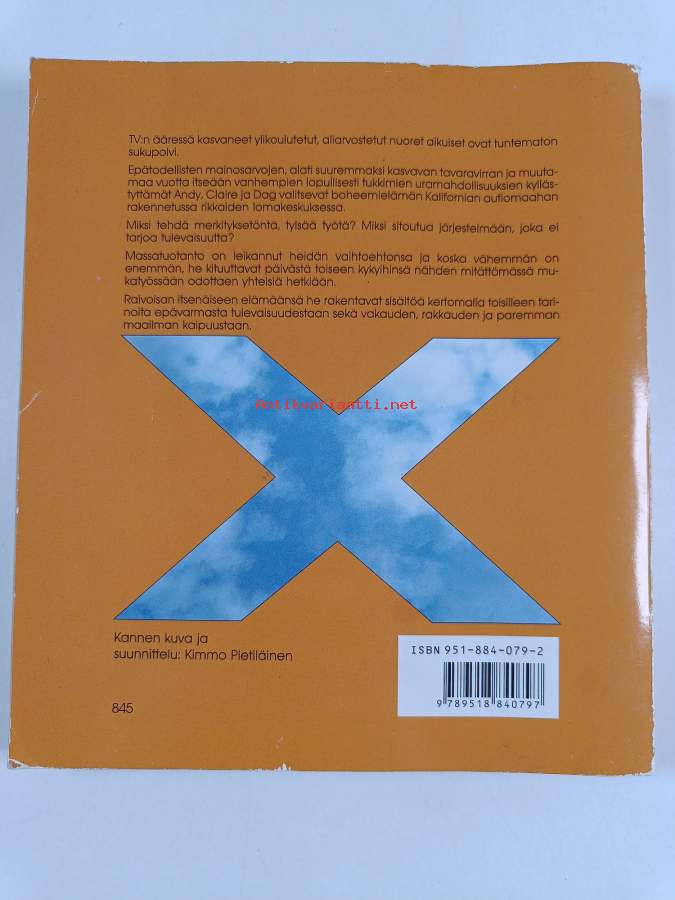 TV:n ääressä kasvaneet ylikoulutetut, aliarvostetut nuoret aikuiset ovat tuntematon
sukupolvi.
Epätodellisten mainosarvojen, alati suuremmaksi kasvavan tavaravirran ja muuta-
maa vuotta itseään vanhempien lopullisesti tukkimien uramahdollisuuksien kylläs-
tyttämät Andy, Claire ja Dag valitsevat boheemielämän Kalifornian autiomaahan
rakennetussa rikkaiden lomakeskuksessa.
Miksi tehdä merkityksetöntä, tylsää työtä? Miksi sitoutua järjestelmään, joka ei
tarjoa tulevaisuutta?
Massatuotanto on leikannut heidän vaihtoehtonsa ja koska vähemmän on
enemmän, he kituuttavat päivästä toiseen kykyihinsä nähden mitättömässä mu-
katyössään odottaen yhteisiä hetkiään.
Raivoisan itsenäiseen elämäänsä he rakentavat sisältöä kertomalla toisilleen tari-
noita epävarmasta tulevaisuudestaan sekä vakauden, rakkauden ja paremman
maailman kaipuustaan.
Antikvariaatti.net
Kannen kuva ja
suunnittelu: Kimmo Pietiläinen
ISBN 951-884-079-2
9 789518 840797
845